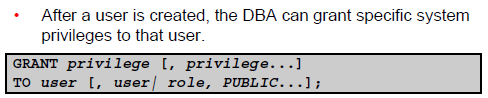 • After a user is created, the DBA can grant specific system
privileges to that user.
GRANT privilege [, privilege...]
TO user [, user| role, PUBLIC...];